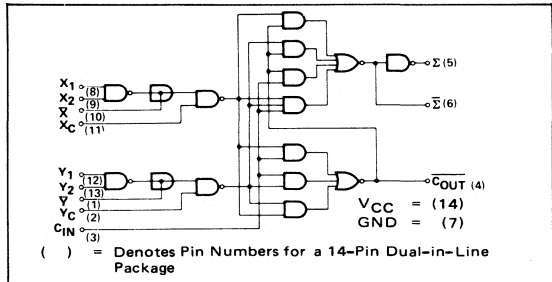 Σ (5)
X1
(8)
X2
(9)
X̅
(10)
XC
(11)
Σ̅ (6)
Y1
(12)
Y2
(13)
Y̅
(1)
YC
(2)
CIN
(3)
C̅O̅U̅T̅ (4)
VCC = (14)
GND = (7)
( ) = Denotes Pin Numbers for a 14-Pin Dual-in-Line
Package